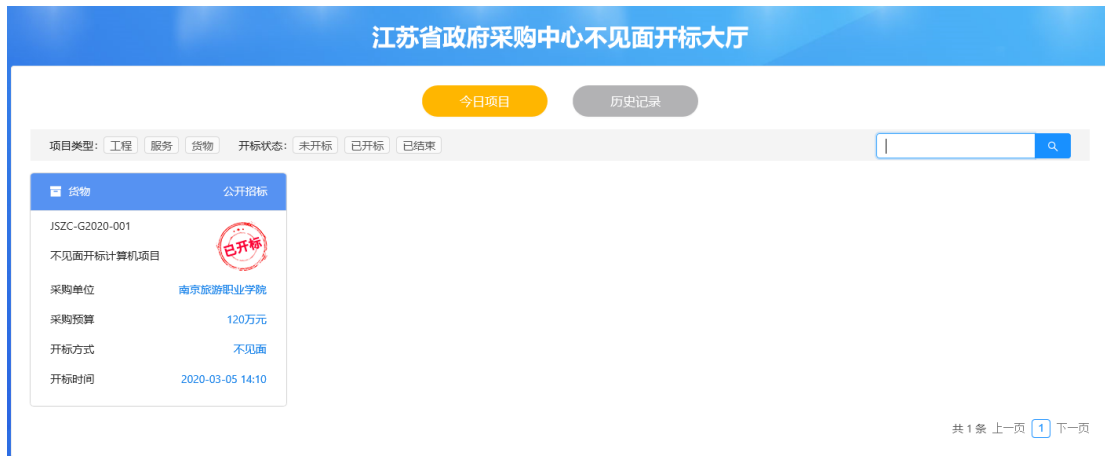 江苏省政府采购中心不见面开标大厅
今日项目 历史记录
项目类型: 工程 服务 货物 开标状态: 未开标 已开标 已结束
货物 公开招标
JSZC-G2020-001
已开标
不见面开标计算机项目
采购单位 南京旅游职业学院
采购预算 120万元
开标方式 不见面
开标时间 2020-03-05 14:10
共 1 条 上一页 1 下一页